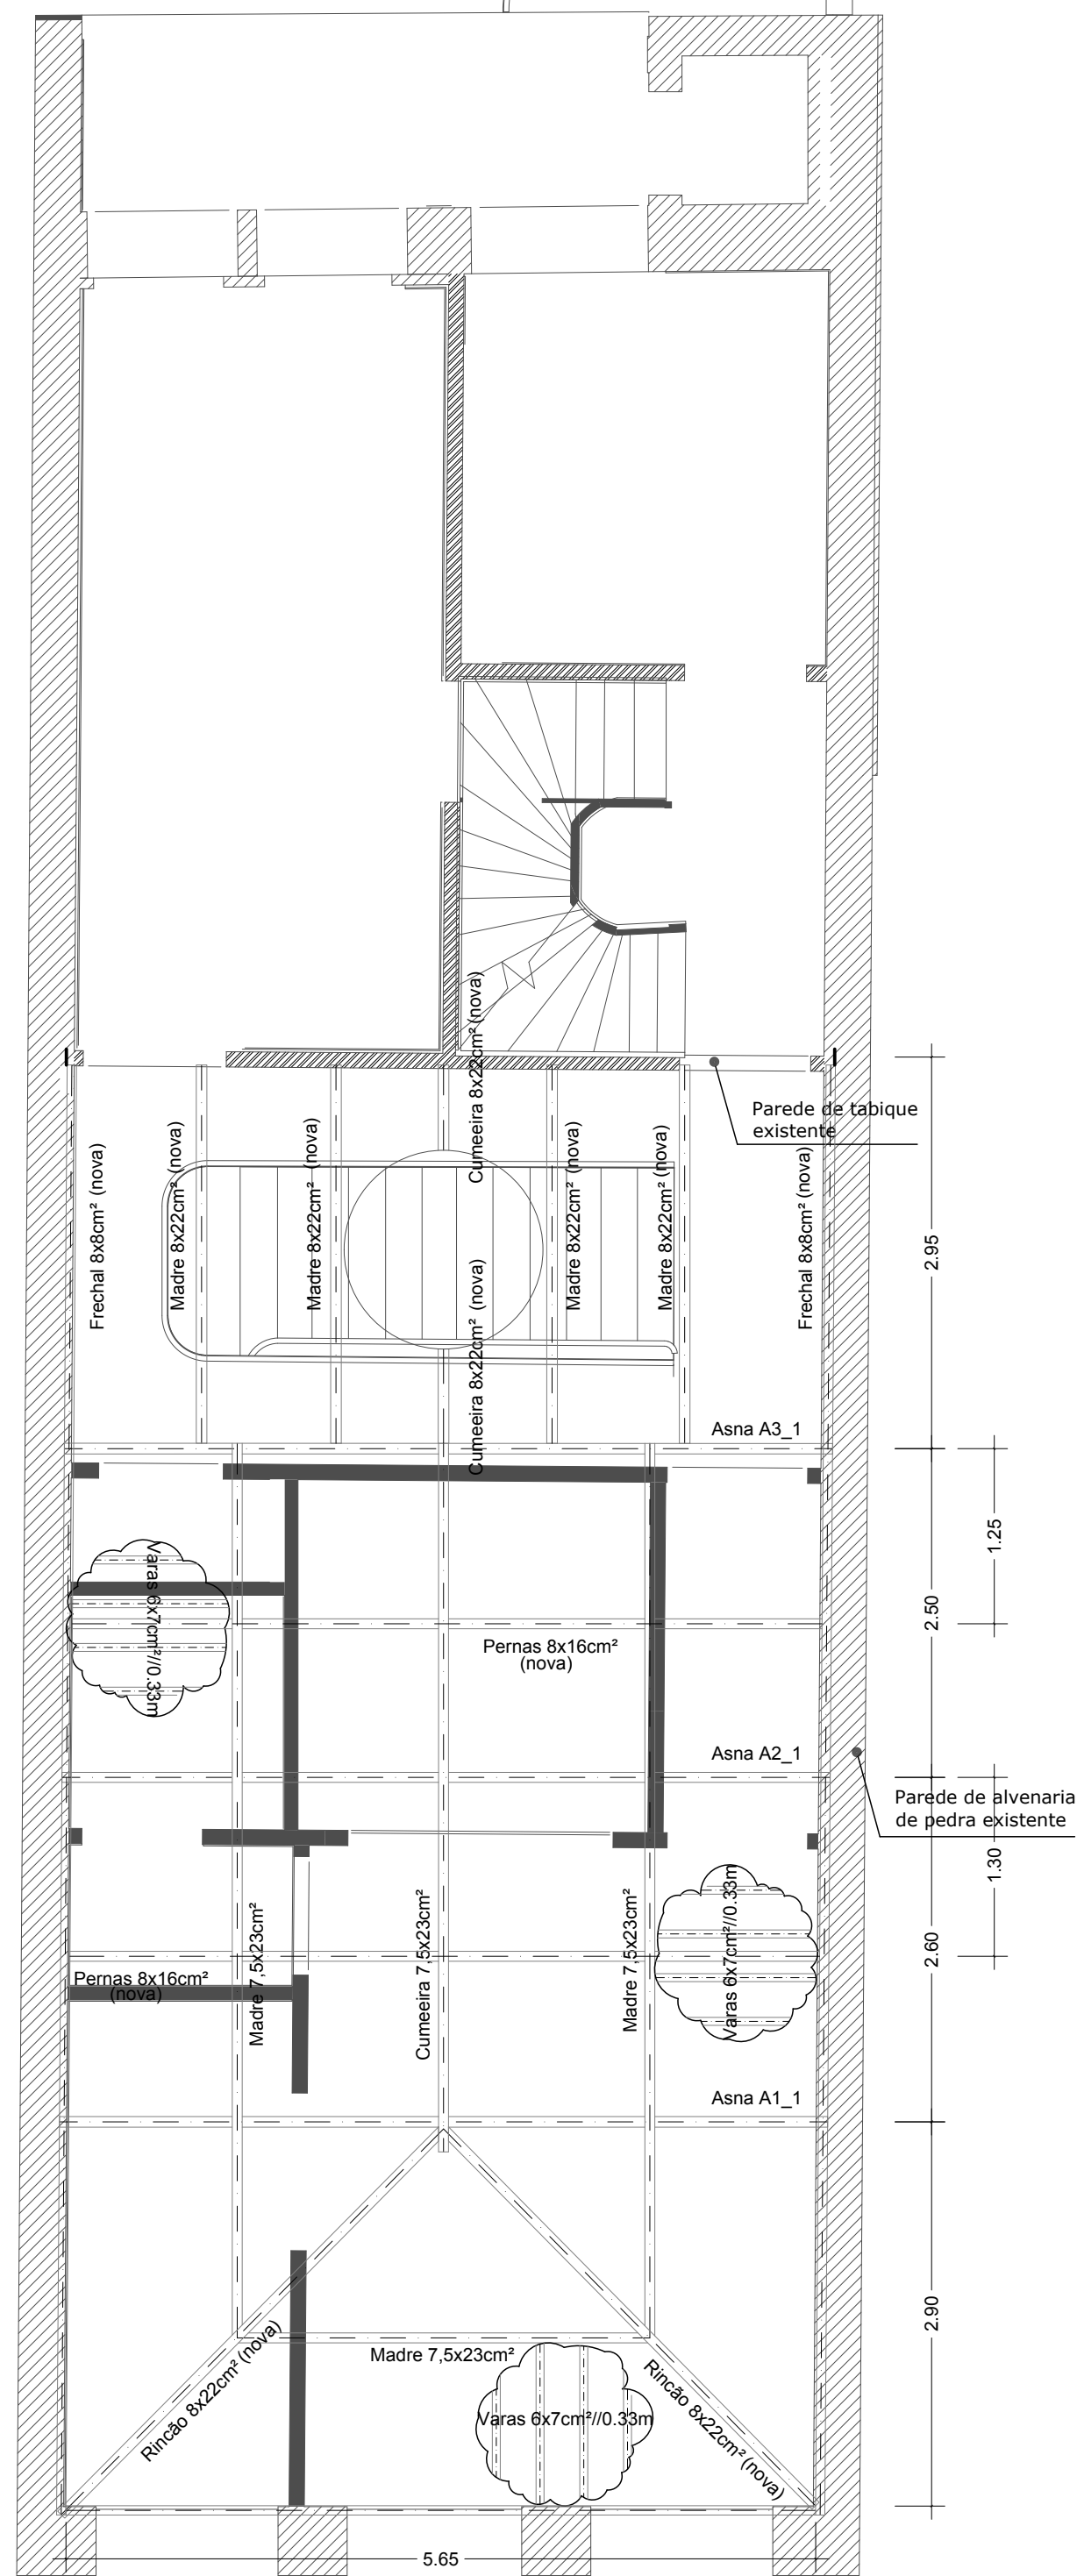 Cumeeira 8x22cm² (nova)
Parede de tabique
existente
Frechal 8x8cm² (nova)
Madre 8x22cm² (nova)
Madre 8x22cm² (nova)
Madre 8x22cm² (nova)
Madre 8x22cm² (nova)
Frechal 8x8cm² (nova)
2.95
Cumeeira 8x22cm² (nova)
Asna A3_1
1.25
Varas 6x7cm²//0.33m
2.50
Pernas 8x16cm²
(nova)
Asna A2_1
Parede de alvenaria
de pedra existente
1.30
Madre 7,5x23cm²
Cumeeira 7,5x23cm²
Madre 7,5x23cm²
Varas 6x7cm²//0.33m
2.60
Pernas 8x16cm²
(nova)
Asna A1_1
2.90
Rincão 8x22cm² (nova)
Madre 7,5x23cm²
Rincão 8x22cm² (nova)
Varas 6x7cm²//0.33m
5.65